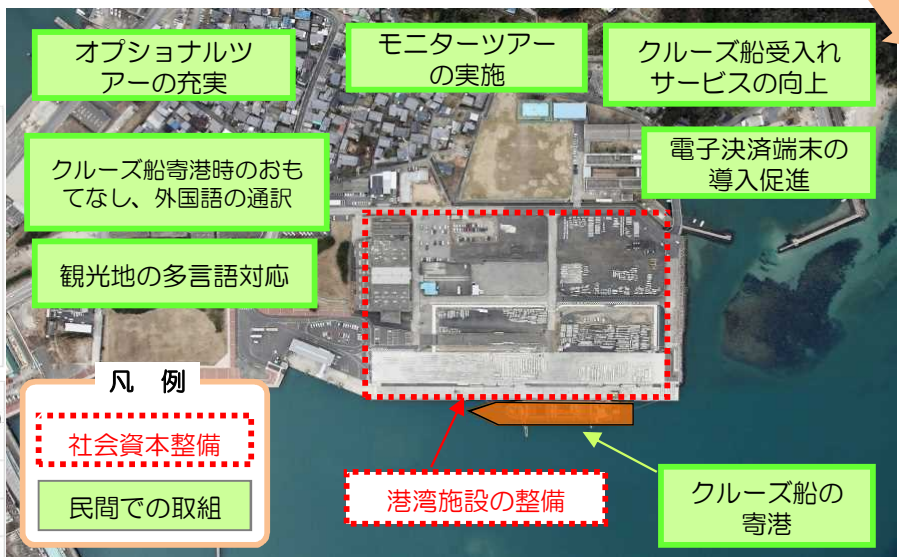 オプショナルツ
アーの充実
モニターツアー
の実施
クルーズ船受入れ
サービスの向上
クルーズ船寄港時のおも
てなし、外国語の通訳
電子決済端末の
導入促進
観光地の多言語対応
凡 例
社会資本整備
民間での取組
港湾施設の整備
クルーズ船の
寄港